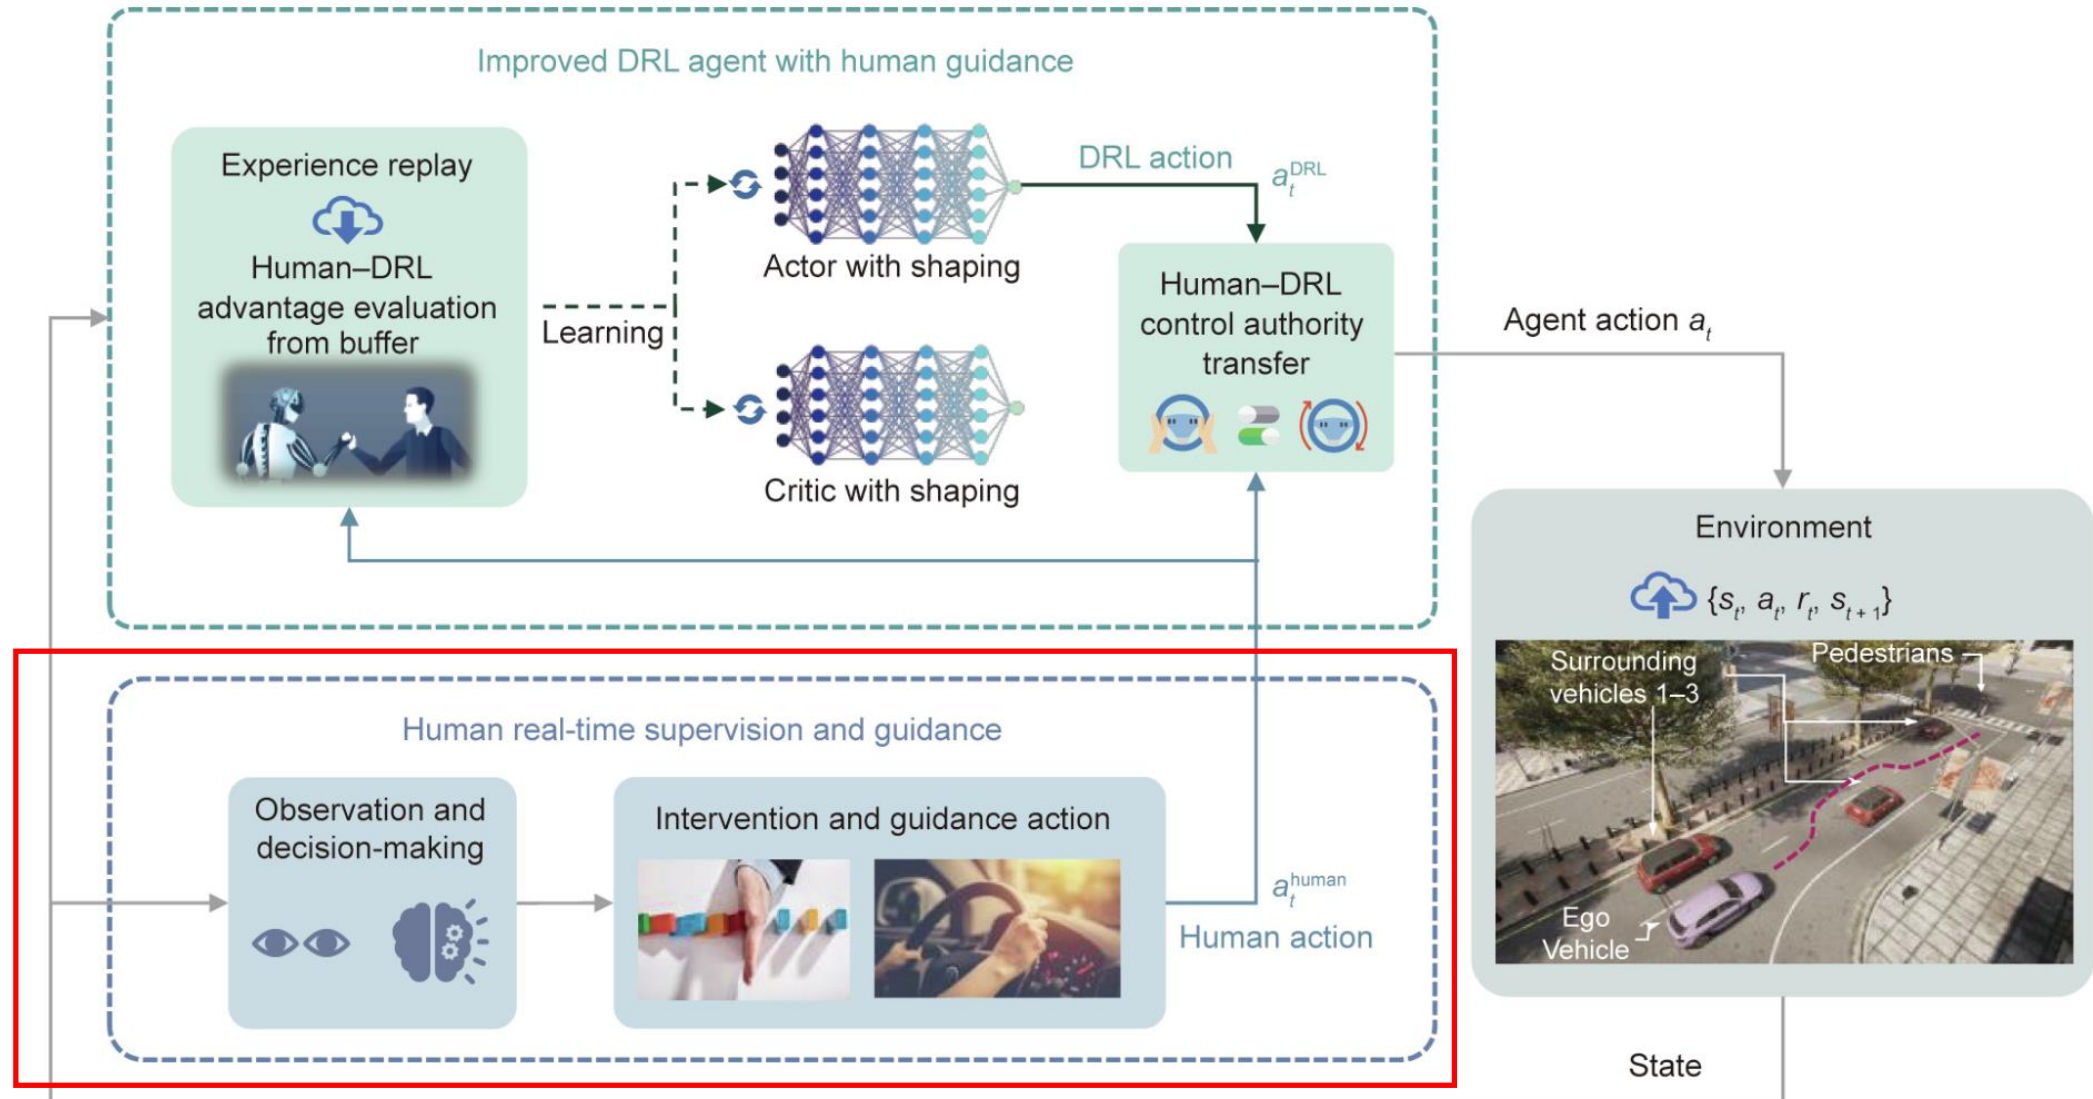 Improved DRL agent with human guidance
Experience replay
Human–DRL
advantage evaluation
from buffer
Learning
Actor with shaping
Critic with shaping
DRL action
a_t^DRL
Human–DRL
control authority
transfer
Agent action a_t
Environment
{s_t, a_t, r_t, s_{t + 1}}
Surrounding
vehicles 1–3
Pedestrians
Ego
Vehicle
State
Human real-time supervision and guidance
Observation and
decision-making
Intervention and guidance action
a_t^human
Human action